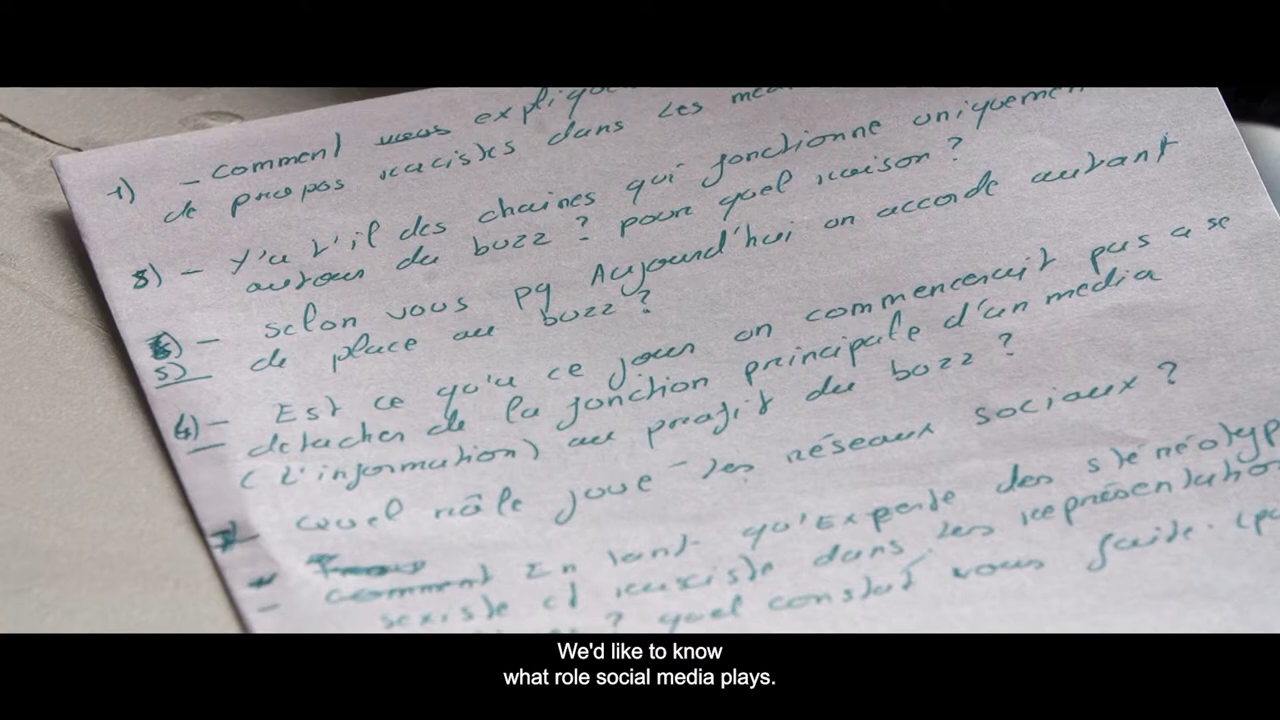 1) - comment vous explique
de propos racistes dans les med
8) - Y'a t'il des chaines qui fonctionne uniquemen
autour du buzz ? pour quel raison ?
5) - selon vous pq Aujourd'hui on accorde autant
de place au buzz ?
6) - Est ce qu'a ce jour on commencerait pas a se
detacher de la fonction principale d'un media
(l'information) au profit du buzz ?
Quel rôle joue - les réseaux sociaux ?
comment En tant qu'Experte des stéréotyp
sexiste et raciste dans les représentation
? quel constat vous faite
We'd like to know
what role social media plays.